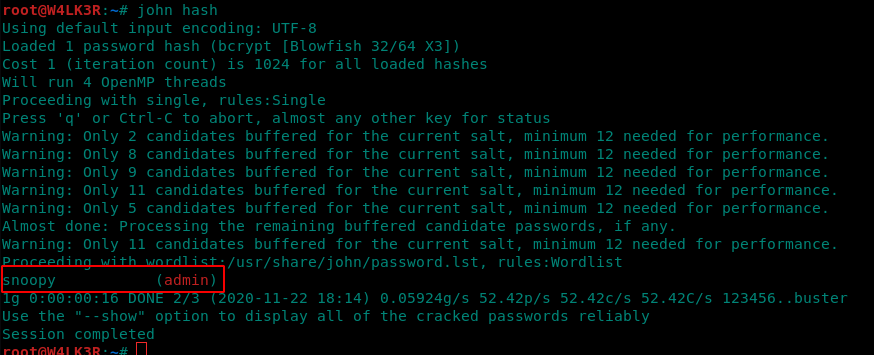 root@W4LK3R:~# john hash
Using default input encoding: UTF-8
Loaded 1 password hash (bcrypt [Blowfish 32/64 X3])
Cost 1 (iteration count) is 1024 for all loaded hashes
Will run 4 OpenMP threads
Proceeding with single, rules:Single
Press 'q' or Ctrl-C to abort, almost any other key for status
Warning: Only 2 candidates buffered for the current salt, minimum 12 needed for performance.
Warning: Only 8 candidates buffered for the current salt, minimum 12 needed for performance.
Warning: Only 9 candidates buffered for the current salt, minimum 12 needed for performance.
Warning: Only 11 candidates buffered for the current salt, minimum 12 needed for performance.
Warning: Only 5 candidates buffered for the current salt, minimum 12 needed for performance.
Almost done: Processing the remaining buffered candidate passwords, if any.
Warning: Only 11 candidates buffered for the current salt, minimum 12 needed for performance.
Proceeding with wordlist:/usr/share/john/password.lst, rules:Wordlist
snoopy           (admin)
1g 0:00:00:16 DONE 2/3 (2020-11-22 18:14) 0.05924g/s 52.42p/s 52.42c/s 52.42C/s 123456..buster
Use the "--show" option to display all of the cracked passwords reliably
Session completed
root@W4LK3R:~#